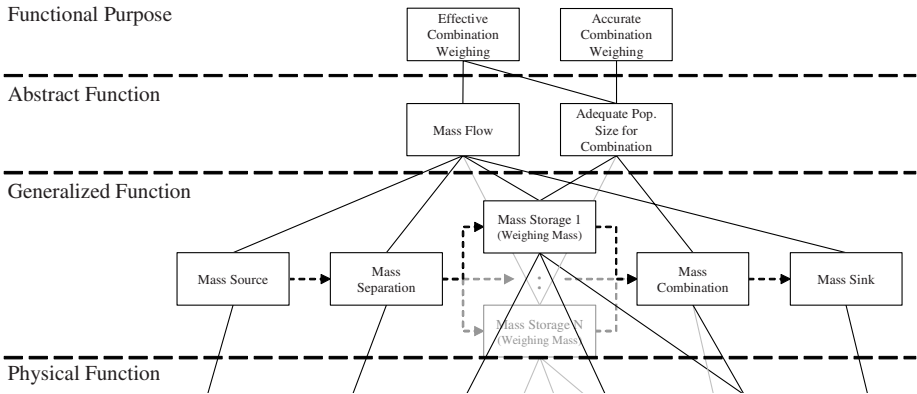 Functional Purpose
Effective
Combination
Weighing
Accurate
Combination
Weighing
Abstract Function
Mass Flow
Adequate Pop.
Size for
Combination
Generalized Function
Mass Storage 1
(Weighing Mass)
Mass Source
Mass
Separation
:
Mass
Combination
Mass Sink
Mass Storage N
(Weighing Mass)
Physical Function